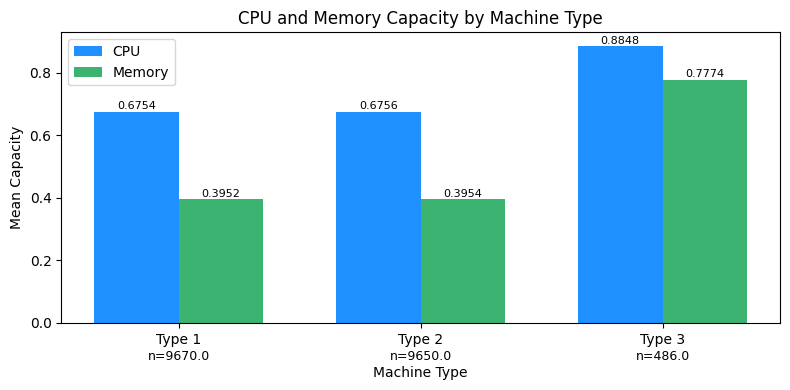 CPU and Memory Capacity by Machine Type
CPU
Memory
Mean Capacity
0.8
0.6
0.4
0.2
0.0
0.6754
0.3952
0.6756
0.3954
0.8848
0.7774
Type 1
n=9670.0
Type 2
n=9650.0
Type 3
n=486.0
Machine Type